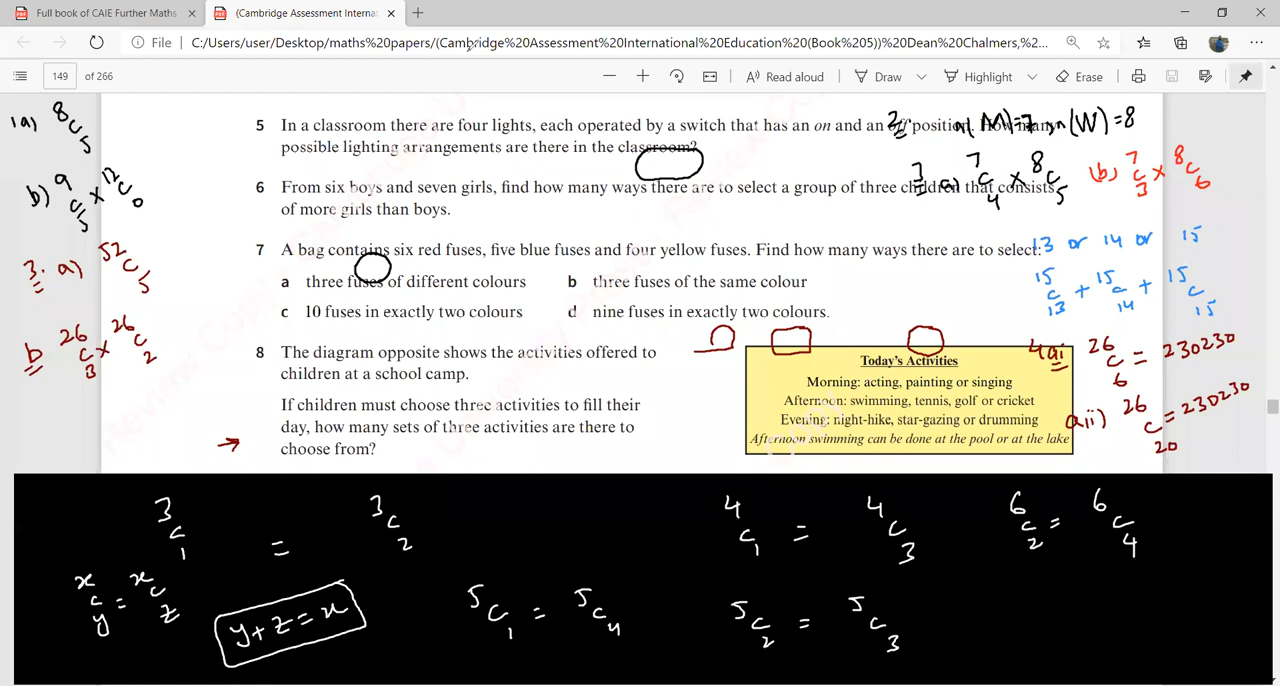 Full book of CAIE Further Maths
(Cambridge Assessment Interna
File
C:/Users/user/Desktop/maths%20papers/(Cambridge%20Assessment%20International%20Education%20(Book%205))%20Dean%20Chalmers,%2...
149 of 266
Read aloud
Draw
Highlight
Erase
5 In a classroom there are four lights, each operated by a switch that has an on and an off position. How many
possible lighting arrangements are there in the classroom?
6 From six boys and seven girls, find how many ways there are to select a group of three children that consists
of more girls than boys.
7 A bag contains six red fuses, five blue fuses and four yellow fuses. Find how many ways there are to select:
a three fuses of different colours b three fuses of the same colour
c 10 fuses in exactly two colours d nine fuses in exactly two colours.
8 The diagram opposite shows the activities offered to
children at a school camp.
If children must choose three activities to fill their
day, how many sets of three activities are there to
choose from?
Today's Activities
Morning: acting, painting or singing
Afternoon: swimming, tennis, golf or cricket
Evening: night-hike, star-gazing or drumming
Afternoon swimming can be done at the pool or at the lake
1a) 8C5
b) 9C5 × 12C0
3. a) 52C5
b 26C3 × 26C2
2 n(M)=7 n(W)=8
3 a) 7C4 × 8C5
(b) 7C3 × 8C6
13 or 14 or 15
15C13 + 15C14 + 15C15
4ai 26C6 = 230230
aii) 26C20 = 230230
3C1 = 3C2
4C1 = 4C3
6C2 = 6C4
xCy = xCz
y+z=x
5C1 = 5C4
5C2 = 5C3